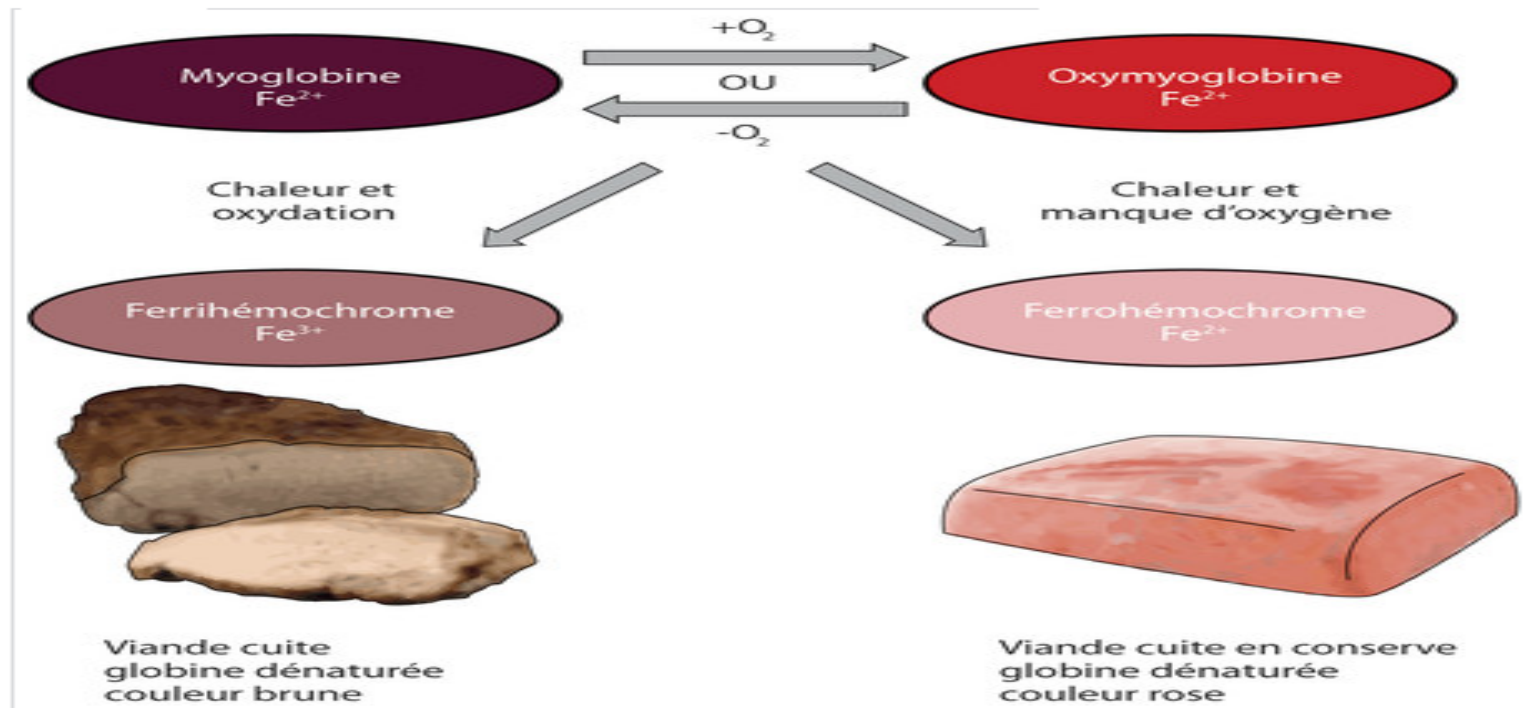 +O₂
Myoglobine
Fe²⁺
OU
Oxymyoglobine
Fe²⁺
-O₂
Chaleur et
oxydation
Chaleur et
manque d'oxygène
Ferrihémochrome
Fe³⁺
Ferrohémochrome
Fe²⁺
Viande cuite
globine dénaturée
couleur brune
Viande cuite en conserve
globine dénaturée
couleur rose